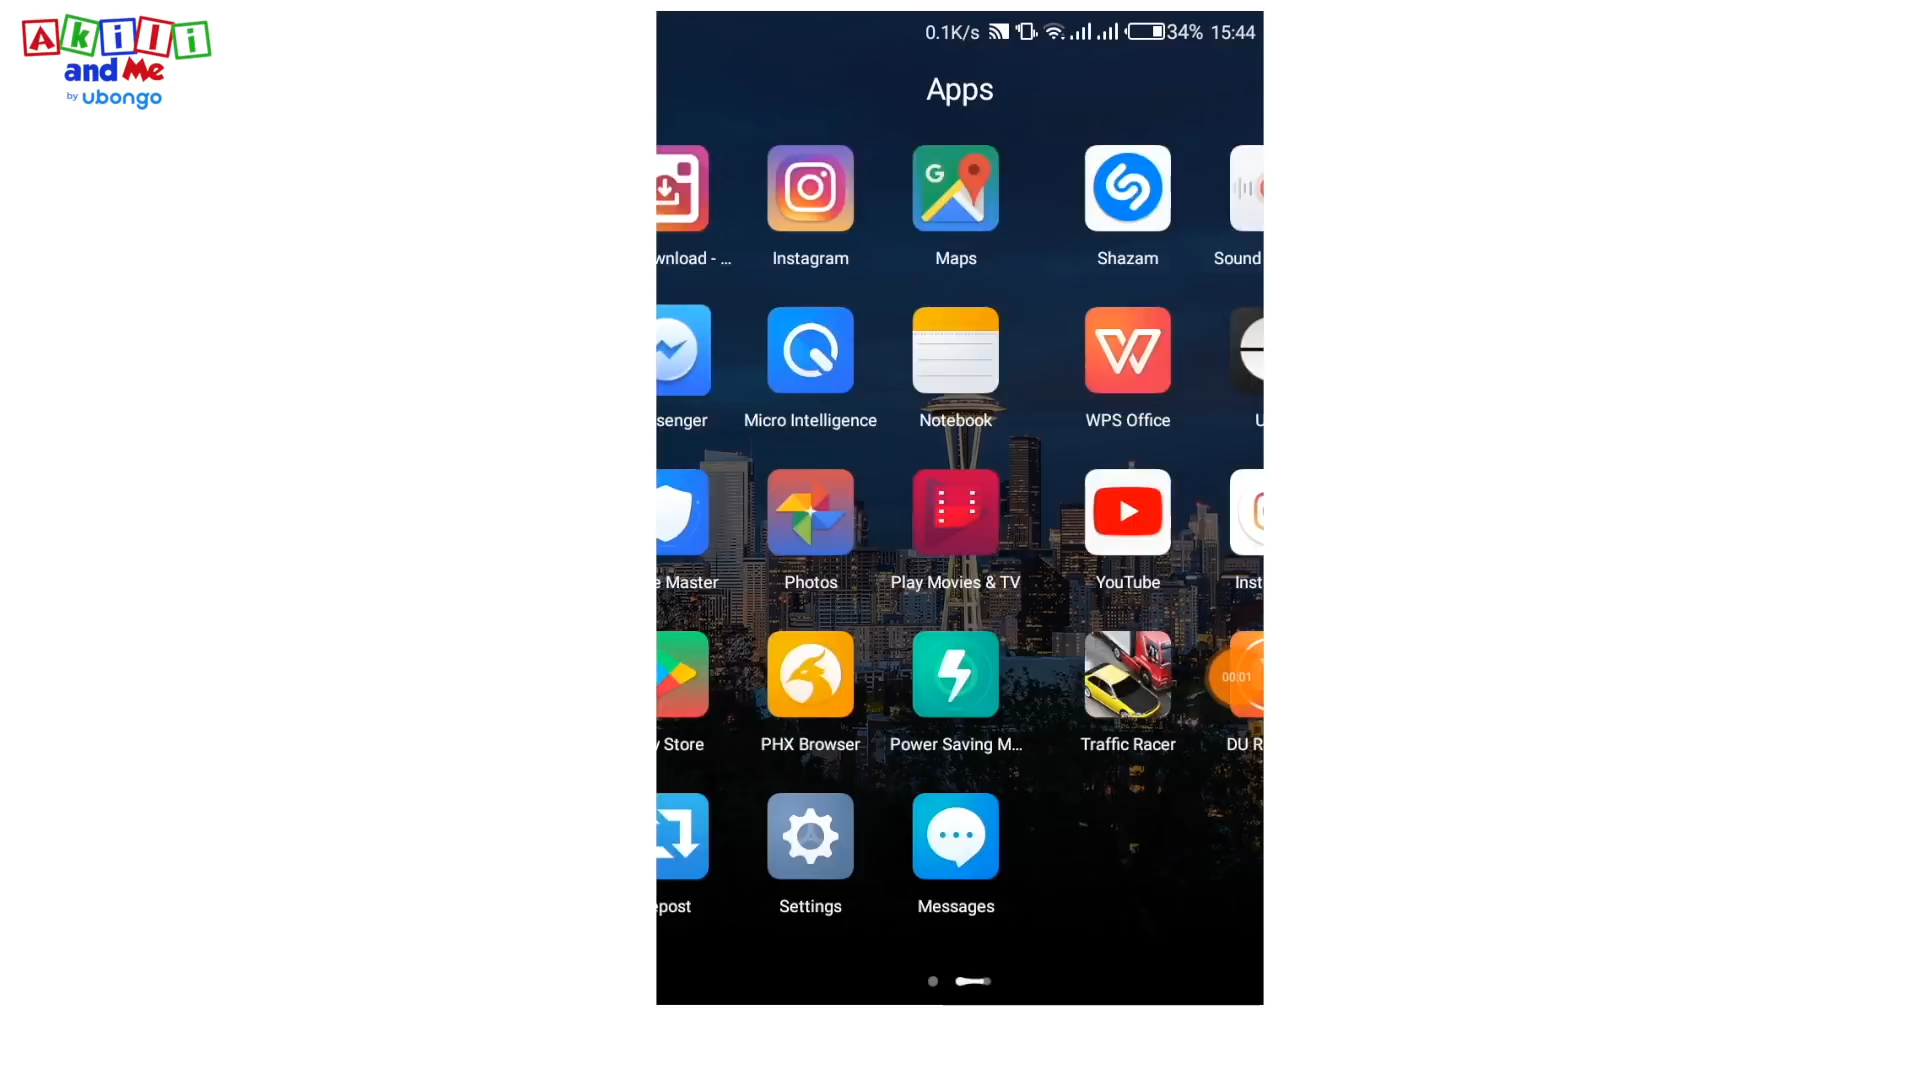 Akili
and Me
by ubongo
0.1K/s 34% 15:44
Apps
wnload - ...
Instagram
Maps
Shazam
Sound
senger
Micro Intelligence
Notebook
WPS Office
U
e Master
Photos
Play Movies & TV
YouTube
Inst
y Store
PHX Browser
Power Saving M...
Traffic Racer
DU R
00:01
epost
Settings
Messages